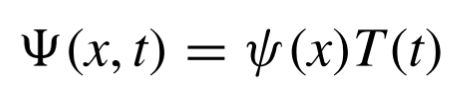 Ψ(x, t) = ψ(x)T(t)